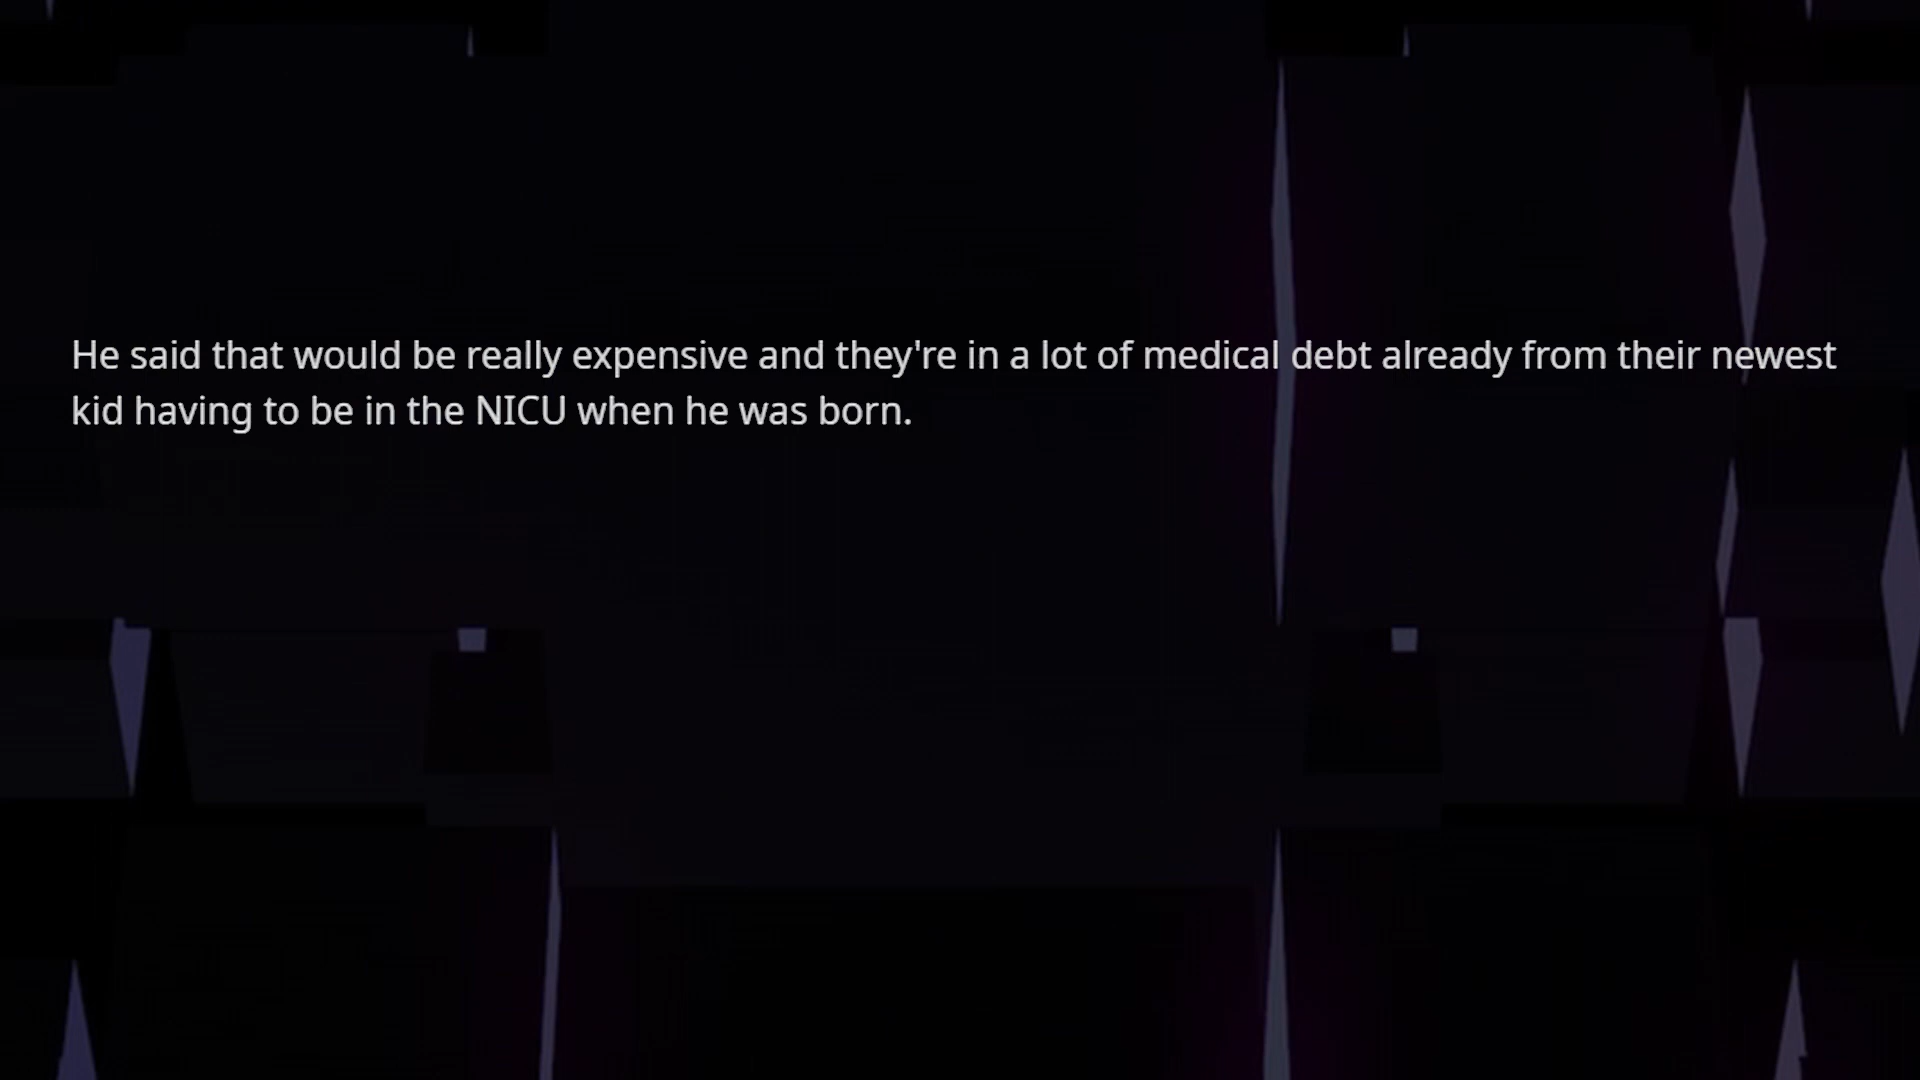 He said that would be really expensive and they're in a lot of medical debt already from their newest
kid having to be in the NICU when he was born.